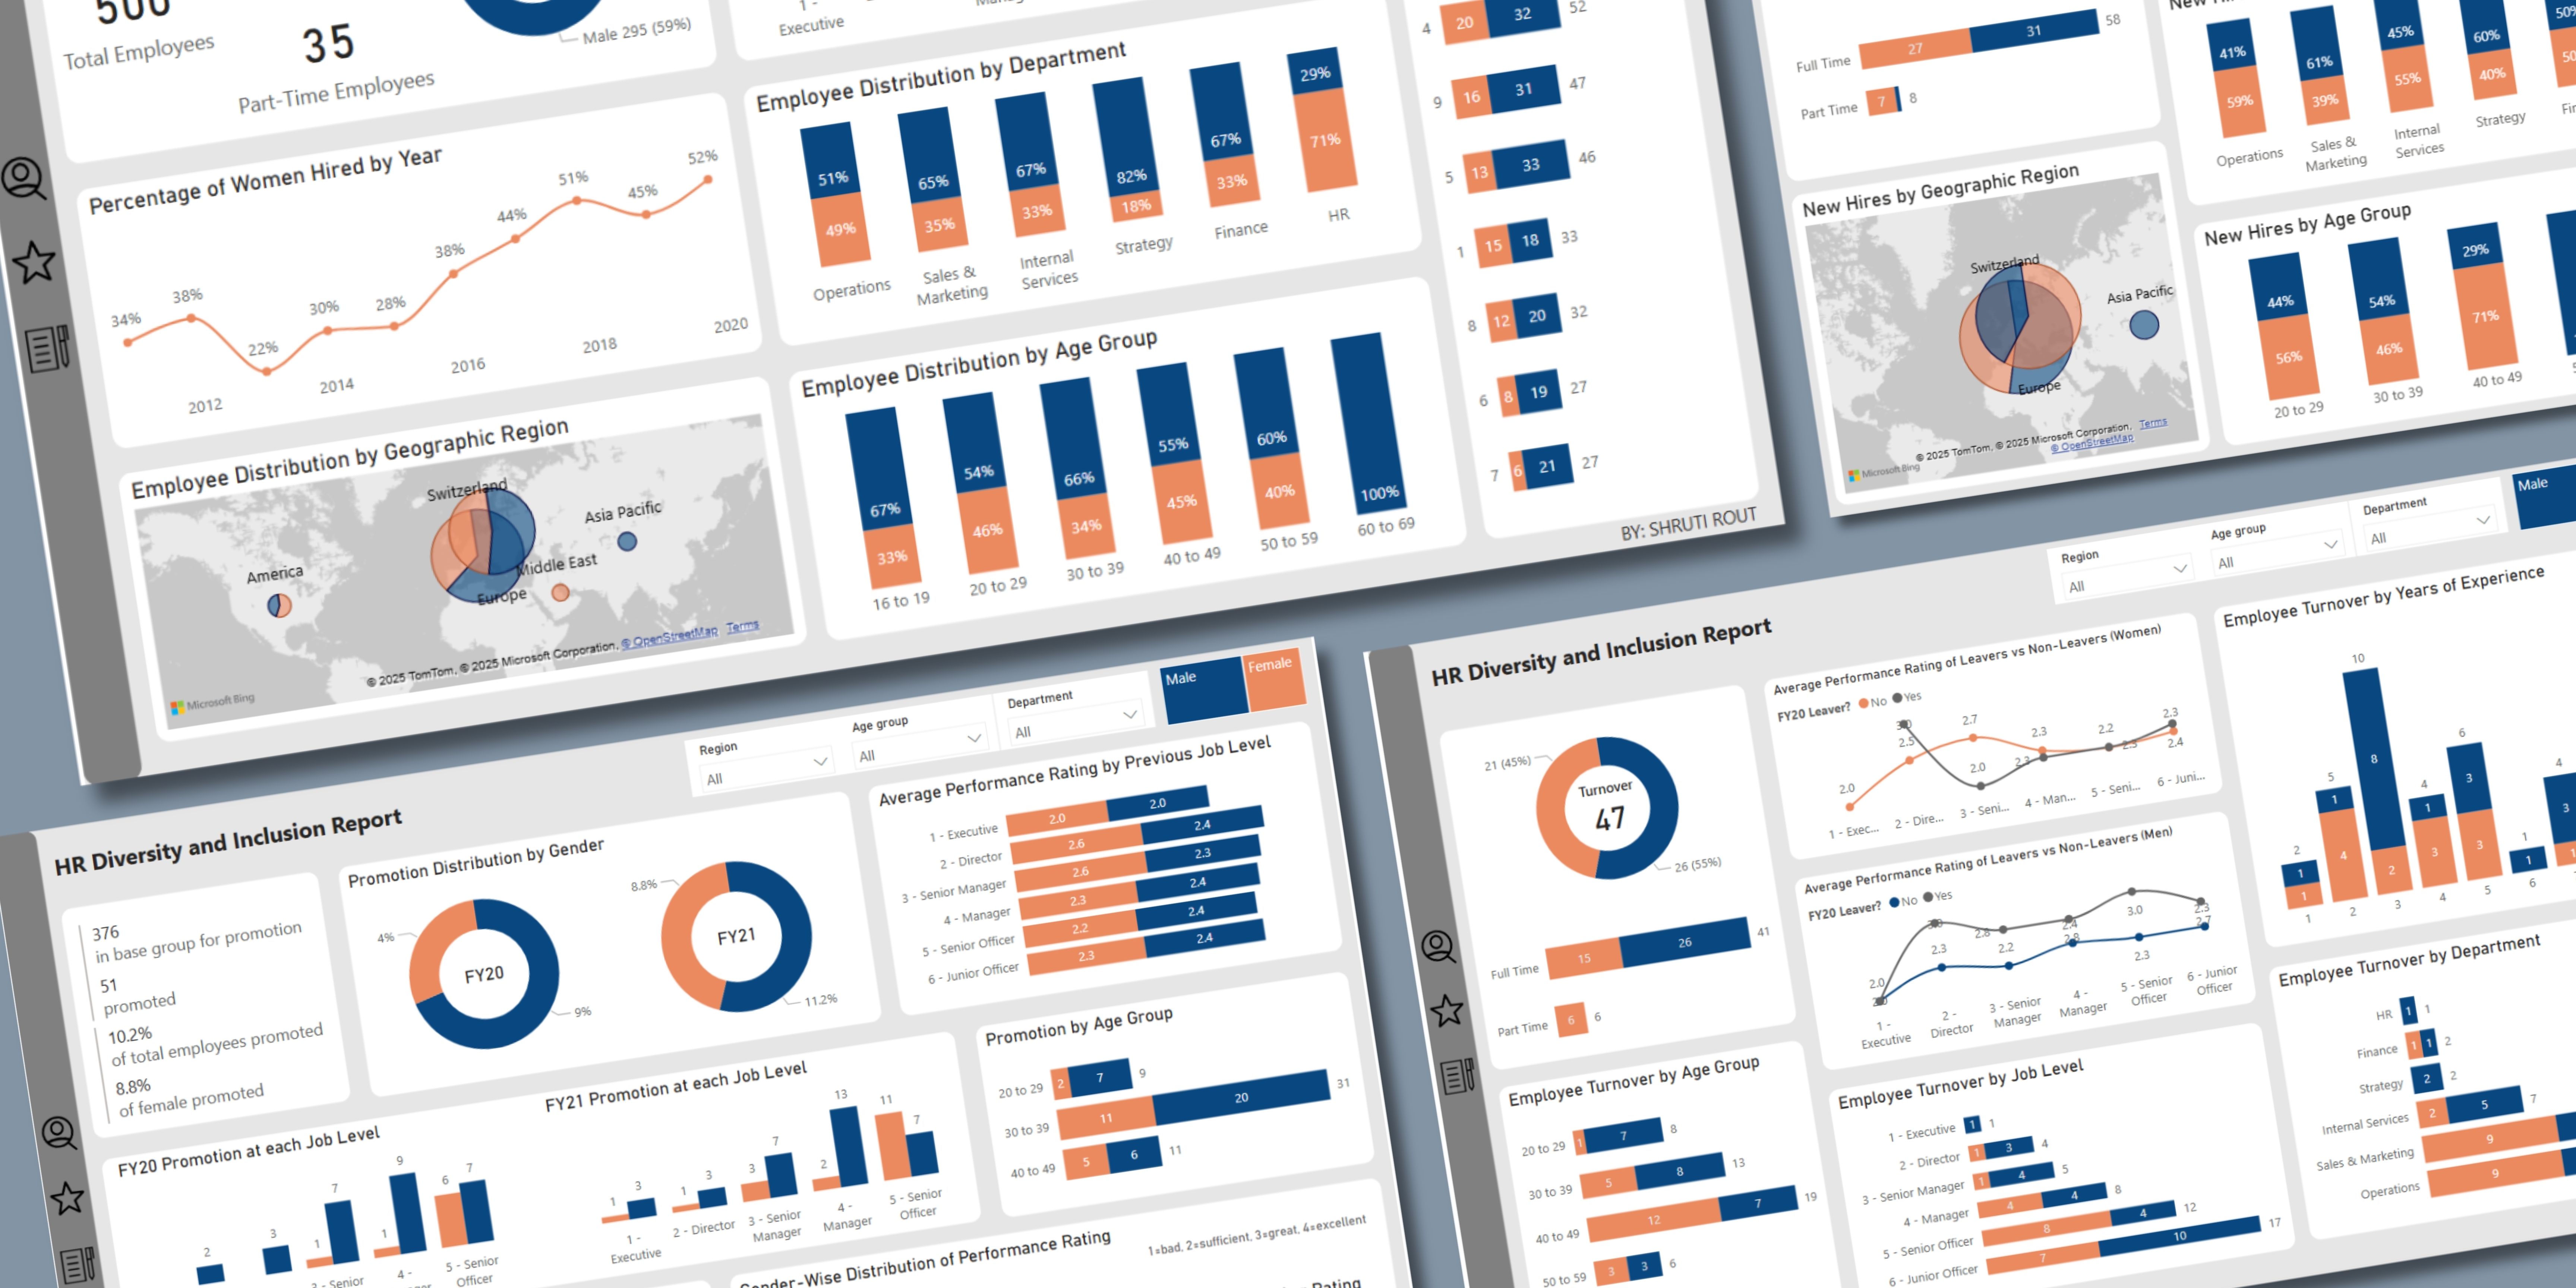 500
Total Employees
35
Part-Time Employees
Male 295 (59%)
1 -
Executive
Percentage of Women Hired by Year
34%
38%
22%
30%
28%
38%
44%
51%
45%
52%
2012
2014
2016
2018
2020
Employee Distribution by Department
51%
49%
65%
35%
67%
33%
82%
18%
67%
33%
29%
71%
Operations
Sales &
Marketing
Internal
Services
Strategy
Finance
HR
Employee Distribution by Geographic Region
Switzerland
Asia Pacific
America
Middle East
Europe
© 2025 TomTom, © 2025 Microsoft Corporation, © OpenStreetMap Terms
Microsoft Bing
Employee Distribution by Age Group
67%
33%
54%
46%
66%
34%
55%
45%
60%
40%
100%
16 to 19
20 to 29
30 to 39
40 to 49
50 to 59
60 to 69
4 20 32 52
9 16 31 47
5 13 33 46
1 15 18 33
8 12 20 32
6 8 19 27
7 6 21 27
BY: SHRUTI ROUT
Full Time 27 31 58
Part Time 7 8
41%
59%
61%
39%
45%
55%
60%
40%
Operations
Sales &
Marketing
Internal
Services
Strategy
New Hires by Geographic Region
Switzerland
Asia Pacific
Europe
© 2025 TomTom, © 2025 Microsoft Corporation, Terms
© OpenStreetMap
Microsoft Bing
New Hires by Age Group
44%
56%
54%
46%
29%
71%
20 to 29
30 to 39
40 to 49
HR Diversity and Inclusion Report
Region
All
Age group
All
Department
All
Male
Female
376
in base group for promotion
51
promoted
10.2%
of total employees promoted
8.8%
of female promoted
Promotion Distribution by Gender
4%
FY20
9%
8.8%
FY21
11.2%
Average Performance Rating by Previous Job Level
1 - Executive 2.0 2.0
2 - Director 2.6 2.4
3 - Senior Manager 2.6 2.3
4 - Manager 2.3 2.4
5 - Senior Officer 2.2 2.4
6 - Junior Officer 2.3 2.4
FY20 Promotion at each Job Level
2
3
1
7
1
9
6
7
3 - Senior
4 -
5 - Senior
Officer
FY21 Promotion at each Job Level
1
3
1
3
3
7
2
13
11
7
1 -
Executive
2 - Director
3 - Senior
Manager
4 -
Manager
5 - Senior
Officer
Promotion by Age Group
20 to 29 2 7 9
30 to 39 11 20 31
40 to 49 5 6 11
Gender-Wise Distribution of Performance Rating
1=bad, 2=sufficient, 3=great, 4=excellent
Rating
HR Diversity and Inclusion Report
Region
All
Age group
All
Department
All
Male
21 (45%)
Turnover
47
26 (55%)
Full Time 15 26 41
Part Time 6 6
Average Performance Rating of Leavers vs Non-Leavers (Women)
FY20 Leaver? No Yes
2.0
2.5
2.7
2.0
2.3
2.3
2.2
2.3
2.3
2.4
1 - Exec...
2 - Dire...
3 - Seni...
4 - Man...
5 - Seni...
6 - Juni...
Average Performance Rating of Leavers vs Non-Leavers (Men)
FY20 Leaver? No Yes
2.0
2.3
2.8
2.2
2.4
3.0
2.3
2.3
2.7
1 -
Executive
2 -
Director
3 - Senior
Manager
4 -
Manager
5 - Senior
Officer
6 - Junior
Officer
Employee Turnover by Years of Experience
2
1
1
5
1
4
10
8
2
4
1
3
6
3
3
1
1
4
3
1
1
2
3
4
5
6
Employee Turnover by Age Group
20 to 29 1 7 8
30 to 39 5 8 13
40 to 49 12 7 19
50 to 59 3 3 6
Employee Turnover by Job Level
1 - Executive 1 1
2 - Director 1 3 4
3 - Senior Manager 1 4 5
4 - Manager 4 4 8
5 - Senior Officer 8 4 12
6 - Junior Officer 7 10 17
Employee Turnover by Department
HR 1 1
Finance 1 1 2
Strategy 2 2
Internal Services 2 5 7
Sales & Marketing 9
Operations 9